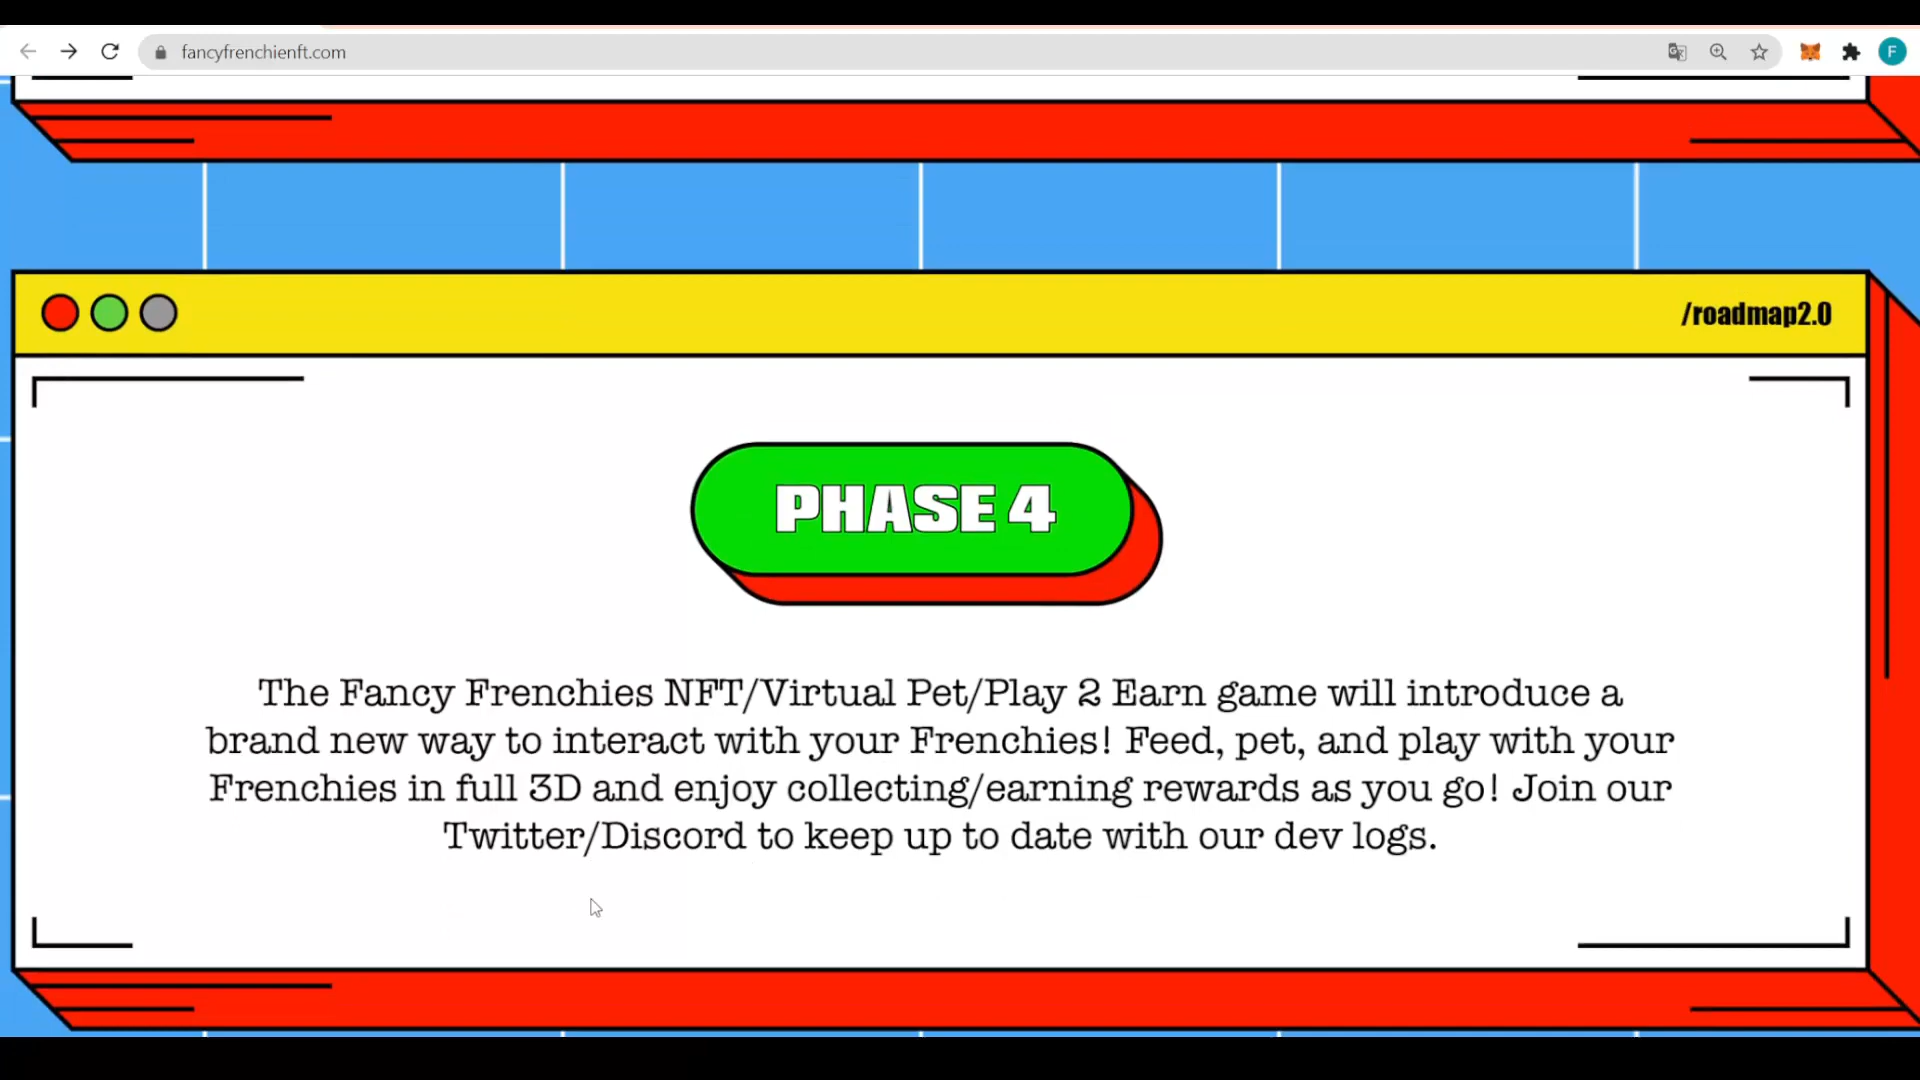 fancyfrenchienft.com
F
/roadmap2.0
PHASE 4
The Fancy Frenchies NFT/Virtual Pet/Play 2 Earn game will introduce a
brand new way to interact with your Frenchies! Feed, pet, and play with your
Frenchies in full 3D and enjoy collecting/earning rewards as you go! Join our
Twitter/Discord to keep up to date with our dev logs.